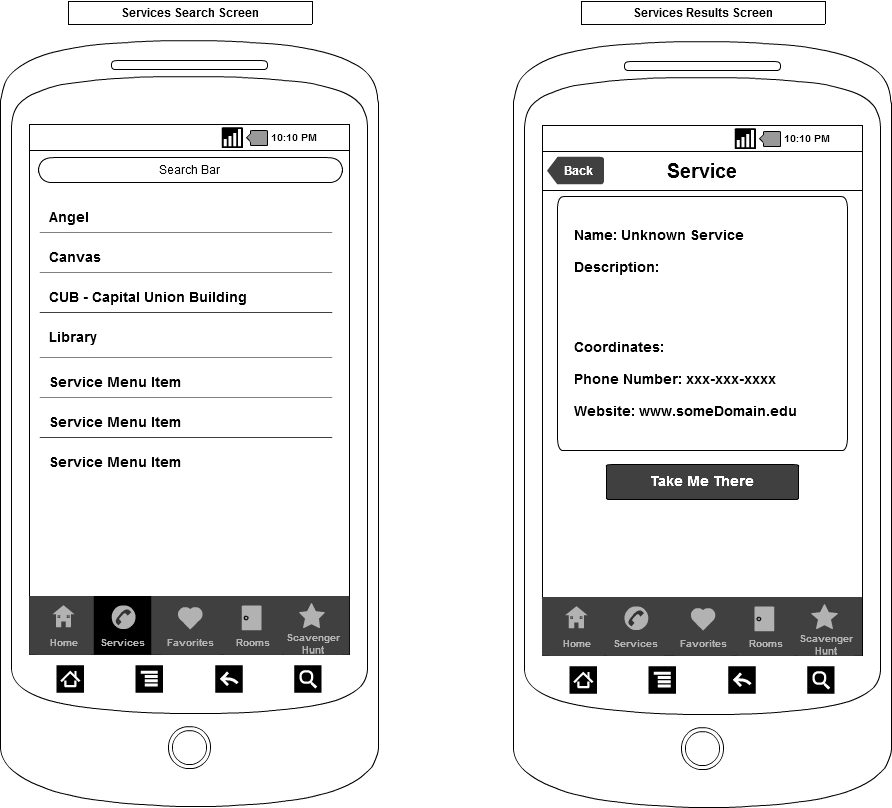 Services Search Screen
10:10 PM
Search Bar
Angel
Canvas
CUB - Capital Union Building
Library
Service Menu Item
Service Menu Item
Service Menu Item
Home
Services
Favorites
Rooms
Scavenger
Hunt
Services Results Screen
10:10 PM
Back
Service
Name: Unknown Service
Description:
Coordinates:
Phone Number: xxx-xxx-xxxx
Website: www.someDomain.edu
Take Me There
Home
Services
Favorites
Rooms
Scavenger
Hunt